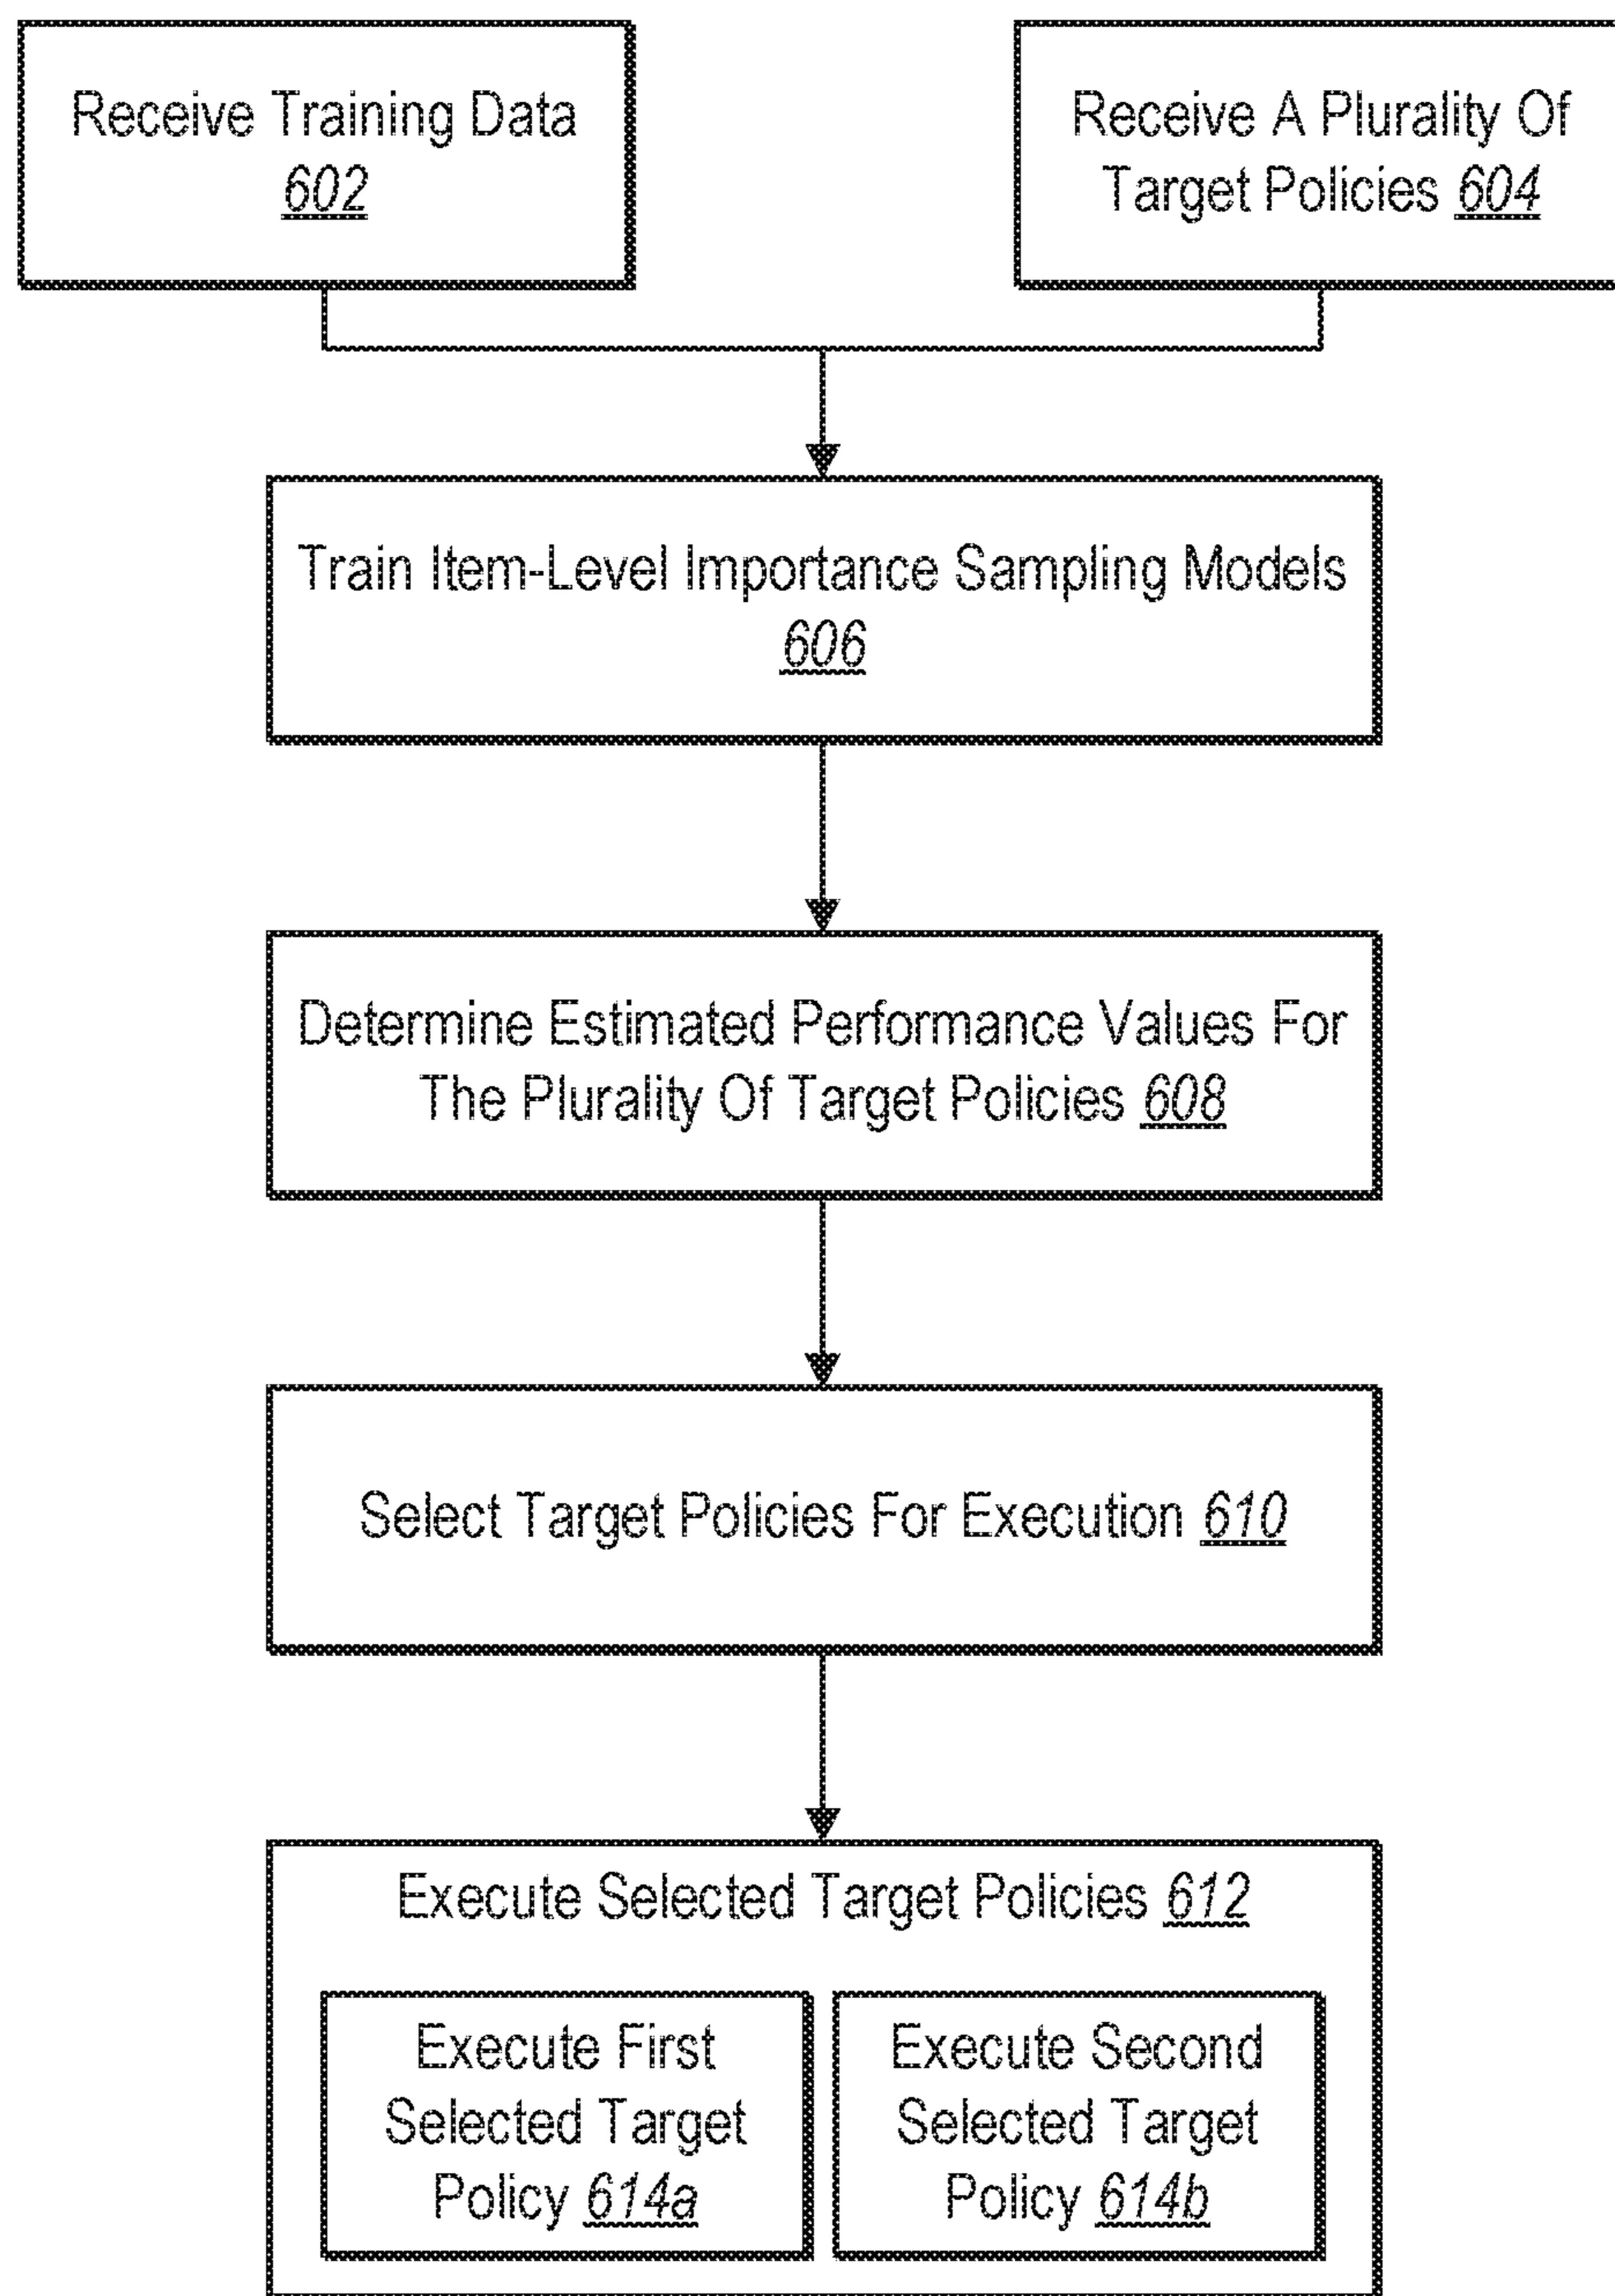 Receive Training Data
602
Receive A Plurality Of
Target Policies 604
Train Item-Level Importance Sampling Models
606
Determine Estimated Performance Values For
The Plurality Of Target Policies 608
Select Target Policies For Execution 610
Execute Selected Target Policies 612
Execute First
Selected Target
Policy 614a
Execute Second
Selected Target
Policy 614b